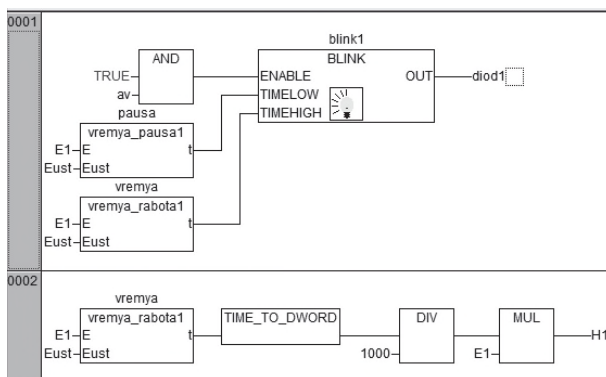 0001
blink1
AND
BLINK
TRUE
ENABLE
OUT
diod1
av
TIMELOW
pausa
TIMEHIGH
vremya_pausa1
E1
E
t
Eust
Eust
vremya
vremya_rabota1
E1
E
t
Eust
Eust
0002
vremya
vremya_rabota1
TIME_TO_DWORD
DIV
MUL
E1
E
t
H1
Eust
Eust
1000
E1